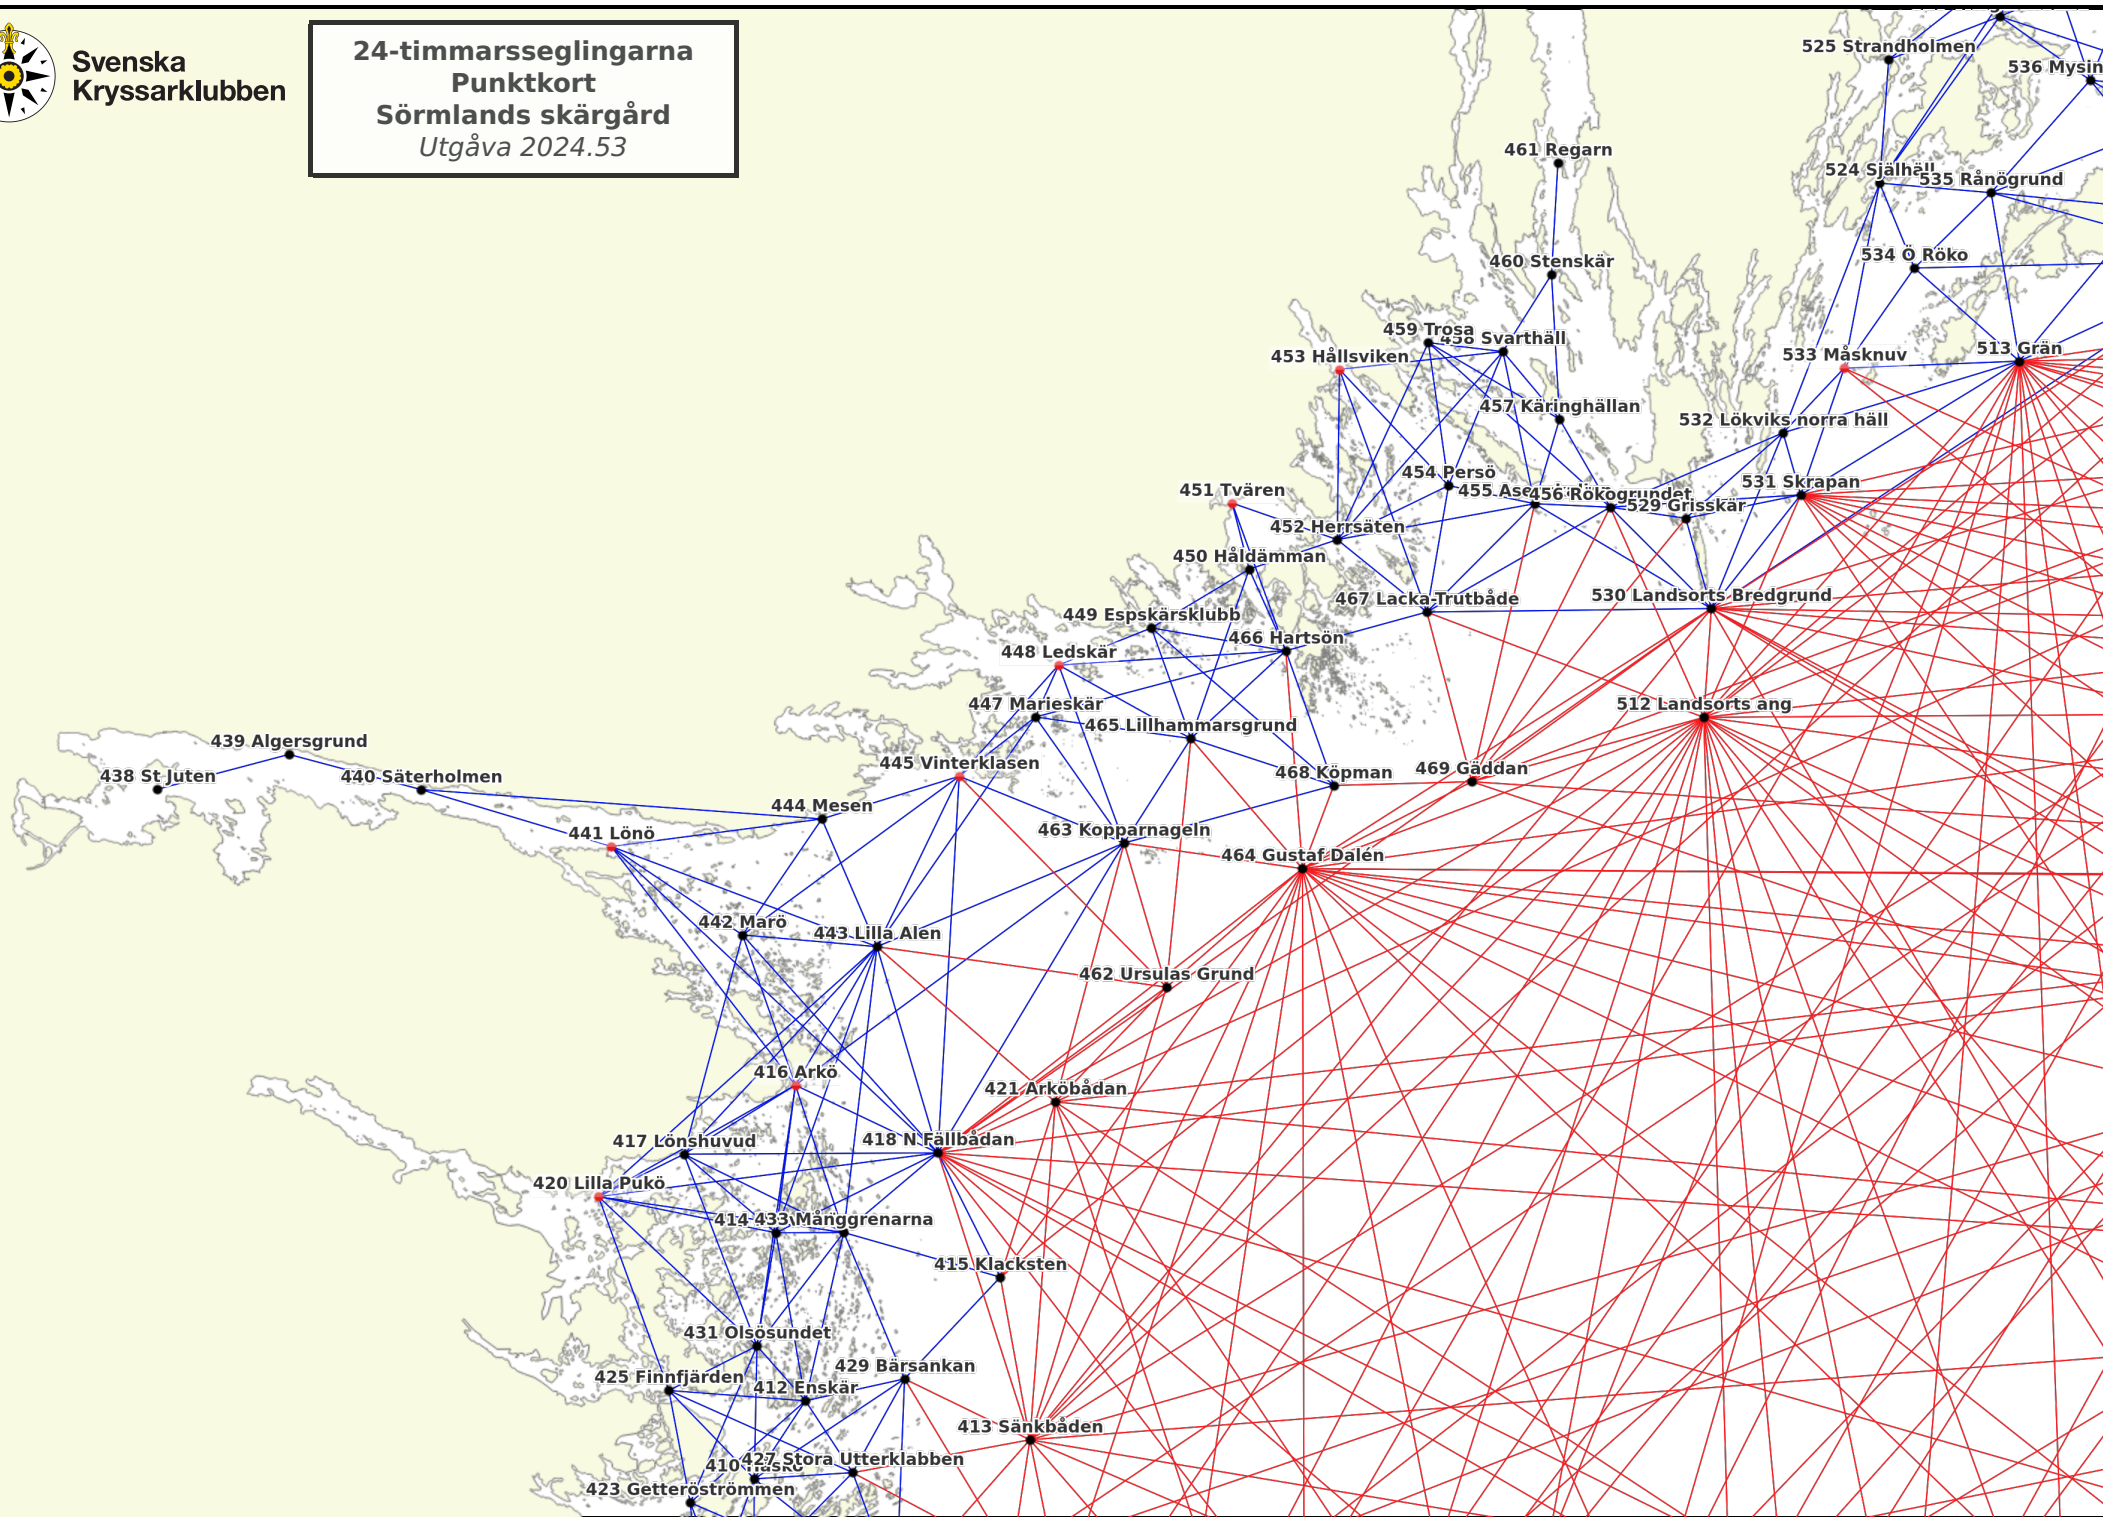 Svenska
Kryssarklubben
24-timmarsseglingarna
Punktkort
Sörmlands skärgård
Utgåva 2024.53
525 Strandholmen
536 Mysin
461 Regarn
524 Själhäll
535 Rånögrund
534 Ö Röko
460 Stenskär
459 Trosa
458 Svarthäll
453 Hållsviken
533 Måsknuv
513 Grän
457 Käringhällan
532 Lökviks norra häll
454 Persö
531 Skrapan
451 Tvären
455
456 Rökogrundet
529 Grisskär
452 Herrsäten
450 Håldämman
467 Lacka-Trutbåde
530 Landsorts Bredgrund
449 Espskärsklubb
466 Hartsön
448 Ledskär
447 Marieskär
512 Landsorts ang
465 Lillhammarsgrund
439 Algersgrund
445 Vinterklasen
468 Köpman
469 Gäddan
438 St Juten
440 Säterholmen
444 Mesen
441 Lönö
463 Kopparnageln
464 Gustaf Dalén
442 Marö
443 Lilla Alen
462 Ursulas Grund
416 Arkö
421 Arköbådan
417 Lönshuvud
418 N Fällbådan
420 Lilla Pukö
414
433
415 Klacksten
431 Olsösundet
429 Bärsankan
425 Finnfjärden
412 Enskär
413 Sänkbåden
410
427 Stora Utterklabben
423 Getteröströmmen